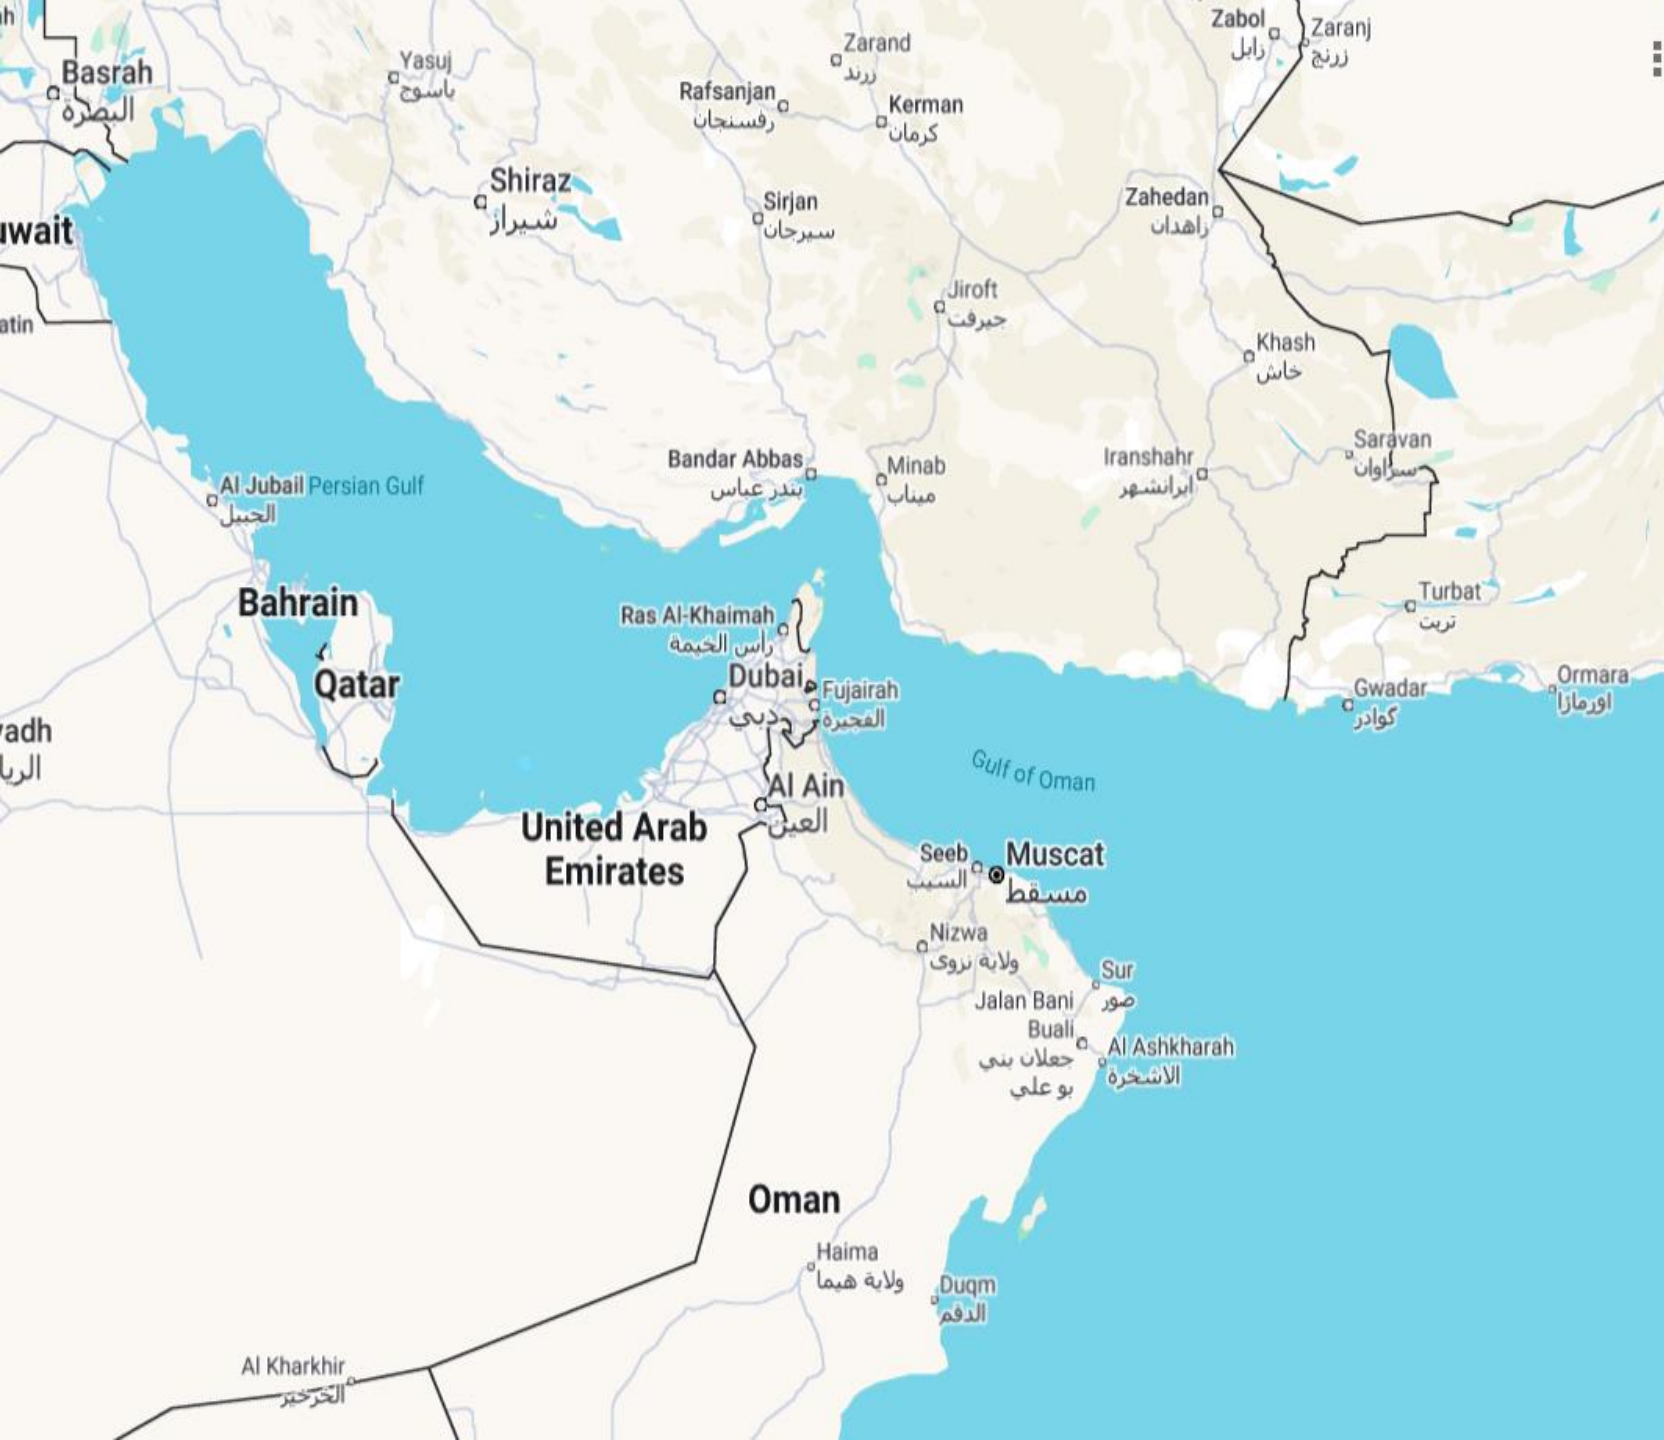 h
Zabol
زابل
Zaranj
زرنج
Zarand
زرند
Yasuj
یاسوج
Basrah
البصرة
Rafsanjan
رفسنجان
Kerman
کرمان
Shiraz
شیراز
Sirjan
سیرجان
Zahedan
زاهدان
uwait
Jiroft
جیرفت
atin
Khash
خاش
Saravan
سراوان
Bandar Abbas
بندر عباس
Minab
میناب
Iranshahr
ایرانشهر
Al Jubail
الجبيل
Persian Gulf
Bahrain
Turbat
تربت
Ras Al-Khaimah
رأس الخيمة
Qatar
Dubai
دبي
Fujairah
الفجيرة
Gwadar
گوادر
Ormara
اورماڑا
yadh
الريا
Gulf of Oman
Al Ain
العين
United Arab
Emirates
Seeb
السيب
Muscat
مسقط
Nizwa
ولاية نزوى
Sur
صور
Jalan Bani
Buali
جعلان بني
بو علي
Al Ashkharah
الاشخرة
Oman
Haima
ولاية هيما
Duqm
الدقم
Al Kharkhir
الخرخير